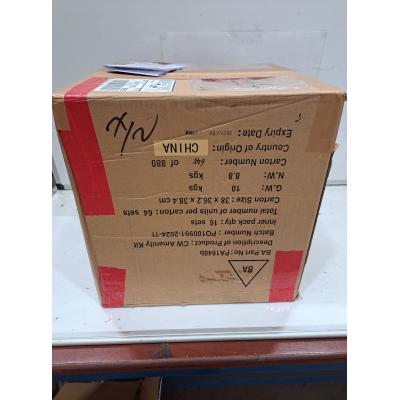 BA
BA Part No: PA1640b
Description of Product: CW Amenity Kit
Batch Number: PO100991-2024-11
Inner pack qty: 16 sets
Total number of units per carton: 64 sets
Carton Size: 38 x 36.2 x 38.4 cm
G.W: 10 kgs
N.W: 8.8 kgs
Carton Number: of 880
Country of Origin: CHINA
Expiry Date: